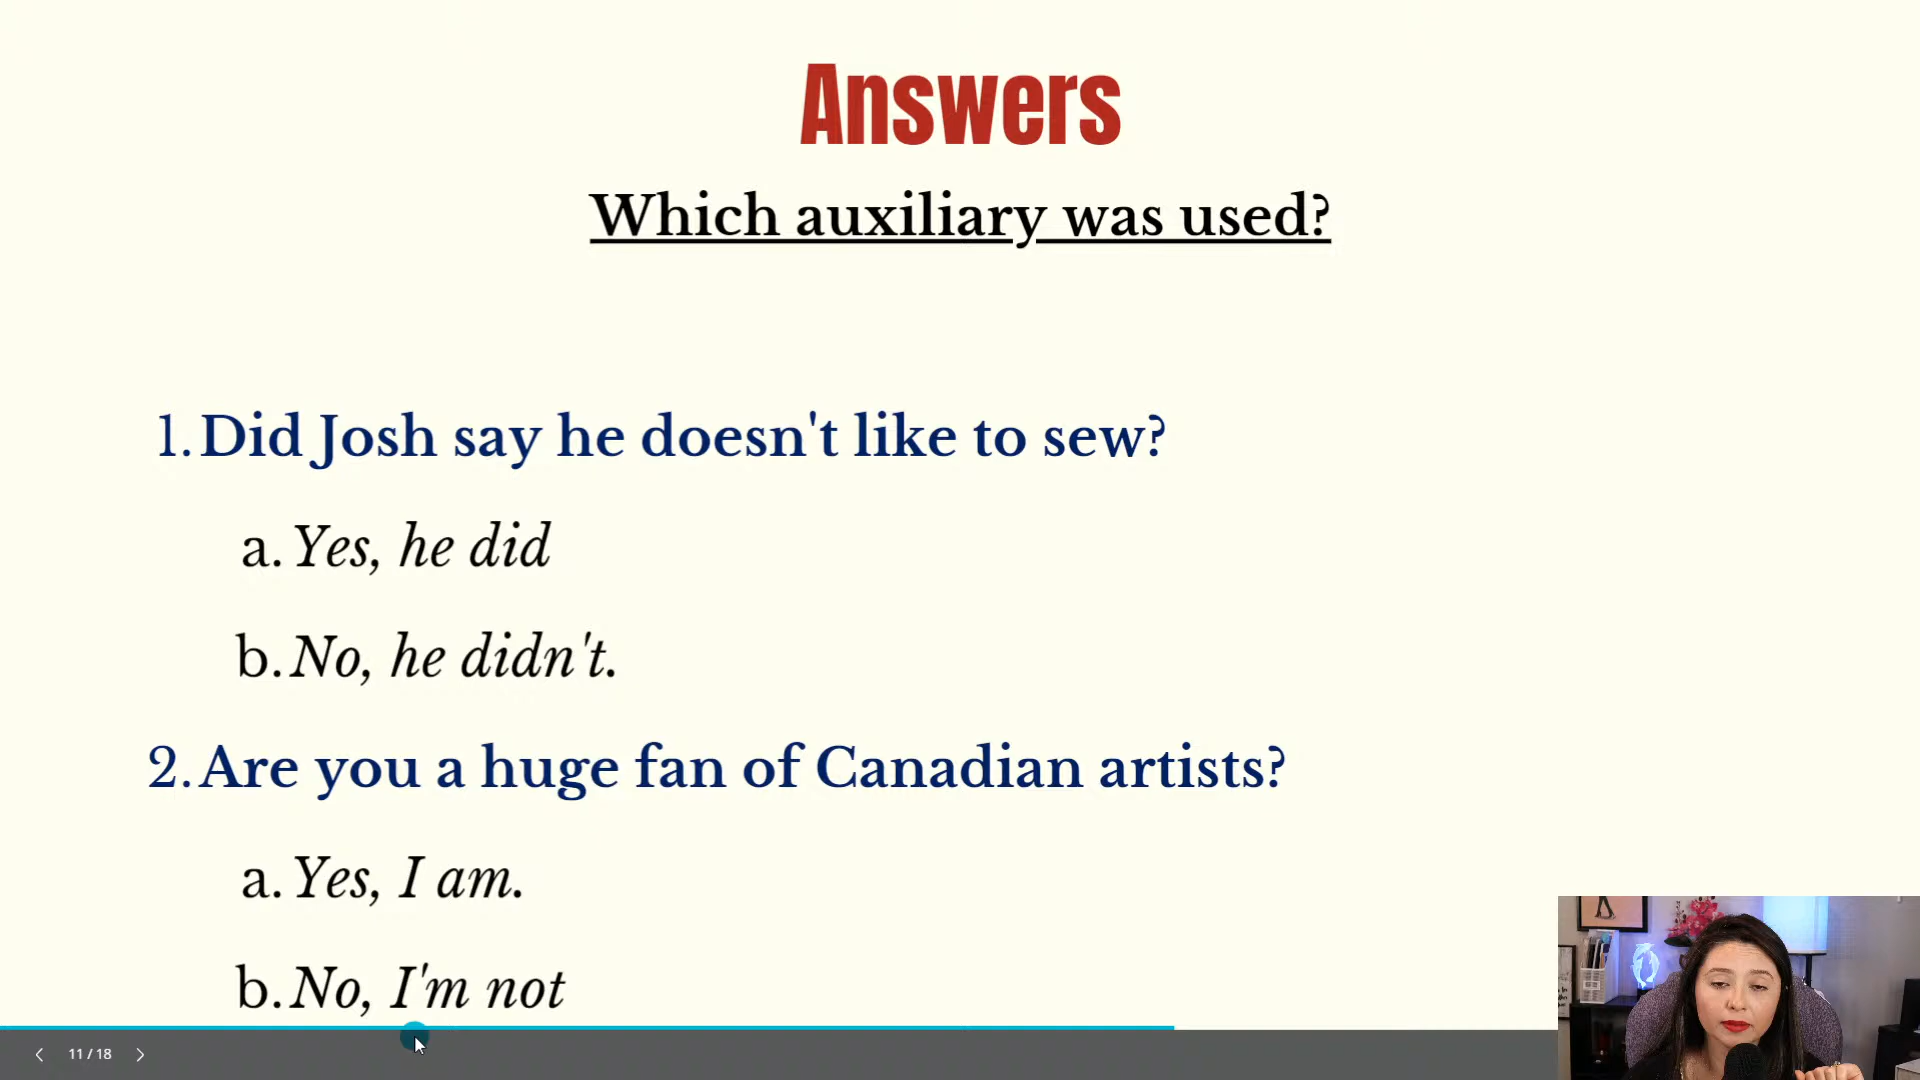 Answers
Which auxiliary was used?
1. Did Josh say he doesn't like to sew?
a. Yes, he did
b. No, he didn't.
2. Are you a huge fan of Canadian artists?
a. Yes, I am.
b. No, I'm not
11 / 18